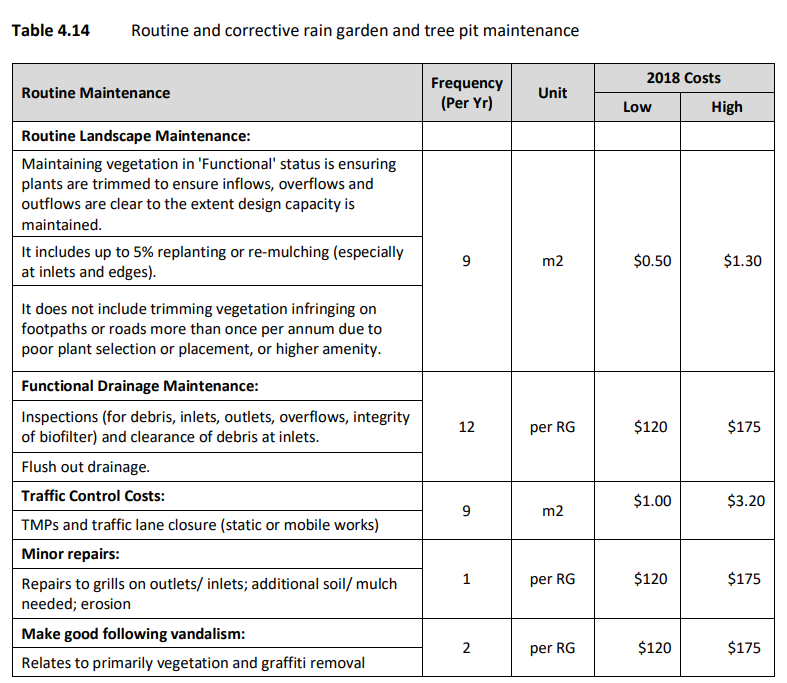 Table 4.14 Routine and corrective rain garden and tree pit maintenance
Routine Maintenance
Frequency
(Per Yr)
Unit
2018 Costs
Low
High
Routine Landscape Maintenance:
Maintaining vegetation in 'Functional' status is ensuring
plants are trimmed to ensure inflows, overflows and
outflows are clear to the extent design capacity is
maintained.
It includes up to 5% replanting or re-mulching (especially
at inlets and edges).
It does not include trimming vegetation infringing on
footpaths or roads more than once per annum due to
poor plant selection or placement, or higher amenity.
9
m2
$0.50
$1.30
Functional Drainage Maintenance:
Inspections (for debris, inlets, outlets, overflows, integrity
of biofilter) and clearance of debris at inlets.
Flush out drainage.
12
per RG
$120
$175
Traffic Control Costs:
TMPs and traffic lane closure (static or mobile works)
9
m2
$1.00
$3.20
Minor repairs:
Repairs to grills on outlets/ inlets; additional soil/ mulch
needed; erosion
1
per RG
$120
$175
Make good following vandalism:
Relates to primarily vegetation and graffiti removal
2
per RG
$120
$175